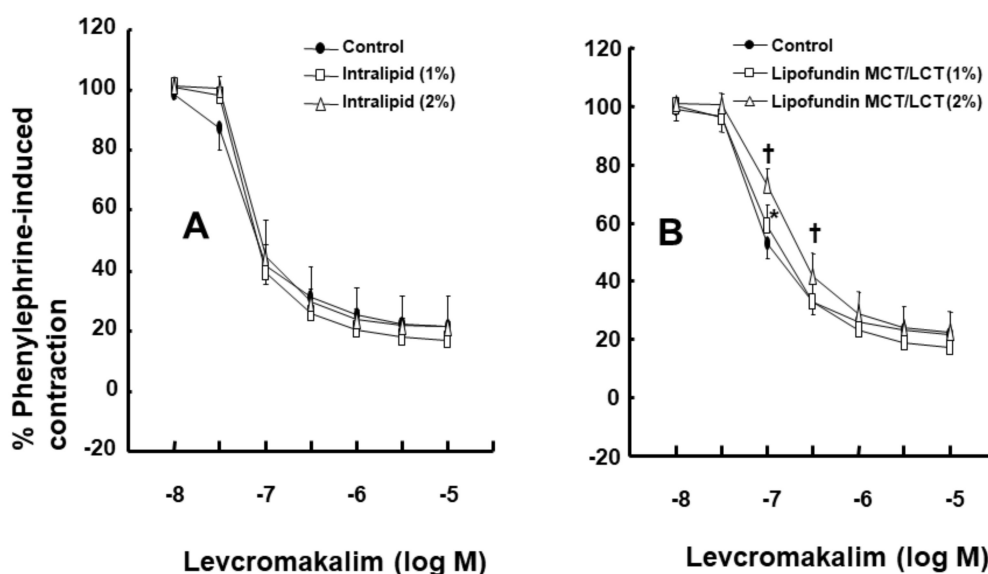 % Phenylephrine-induced
contraction
120
100
80
60
40
20
0
-20
Control
Intralipid (1%)
Intralipid (2%)
A
-8
-7
-6
-5
Levcromakalim (log M)
120
100
80
60
40
20
0
-20
Control
Lipofundin MCT/LCT (1%)
Lipofundin MCT/LCT (2%)
†
*
†
B
-8
-7
-6
-5
Levcromakalim (log M)